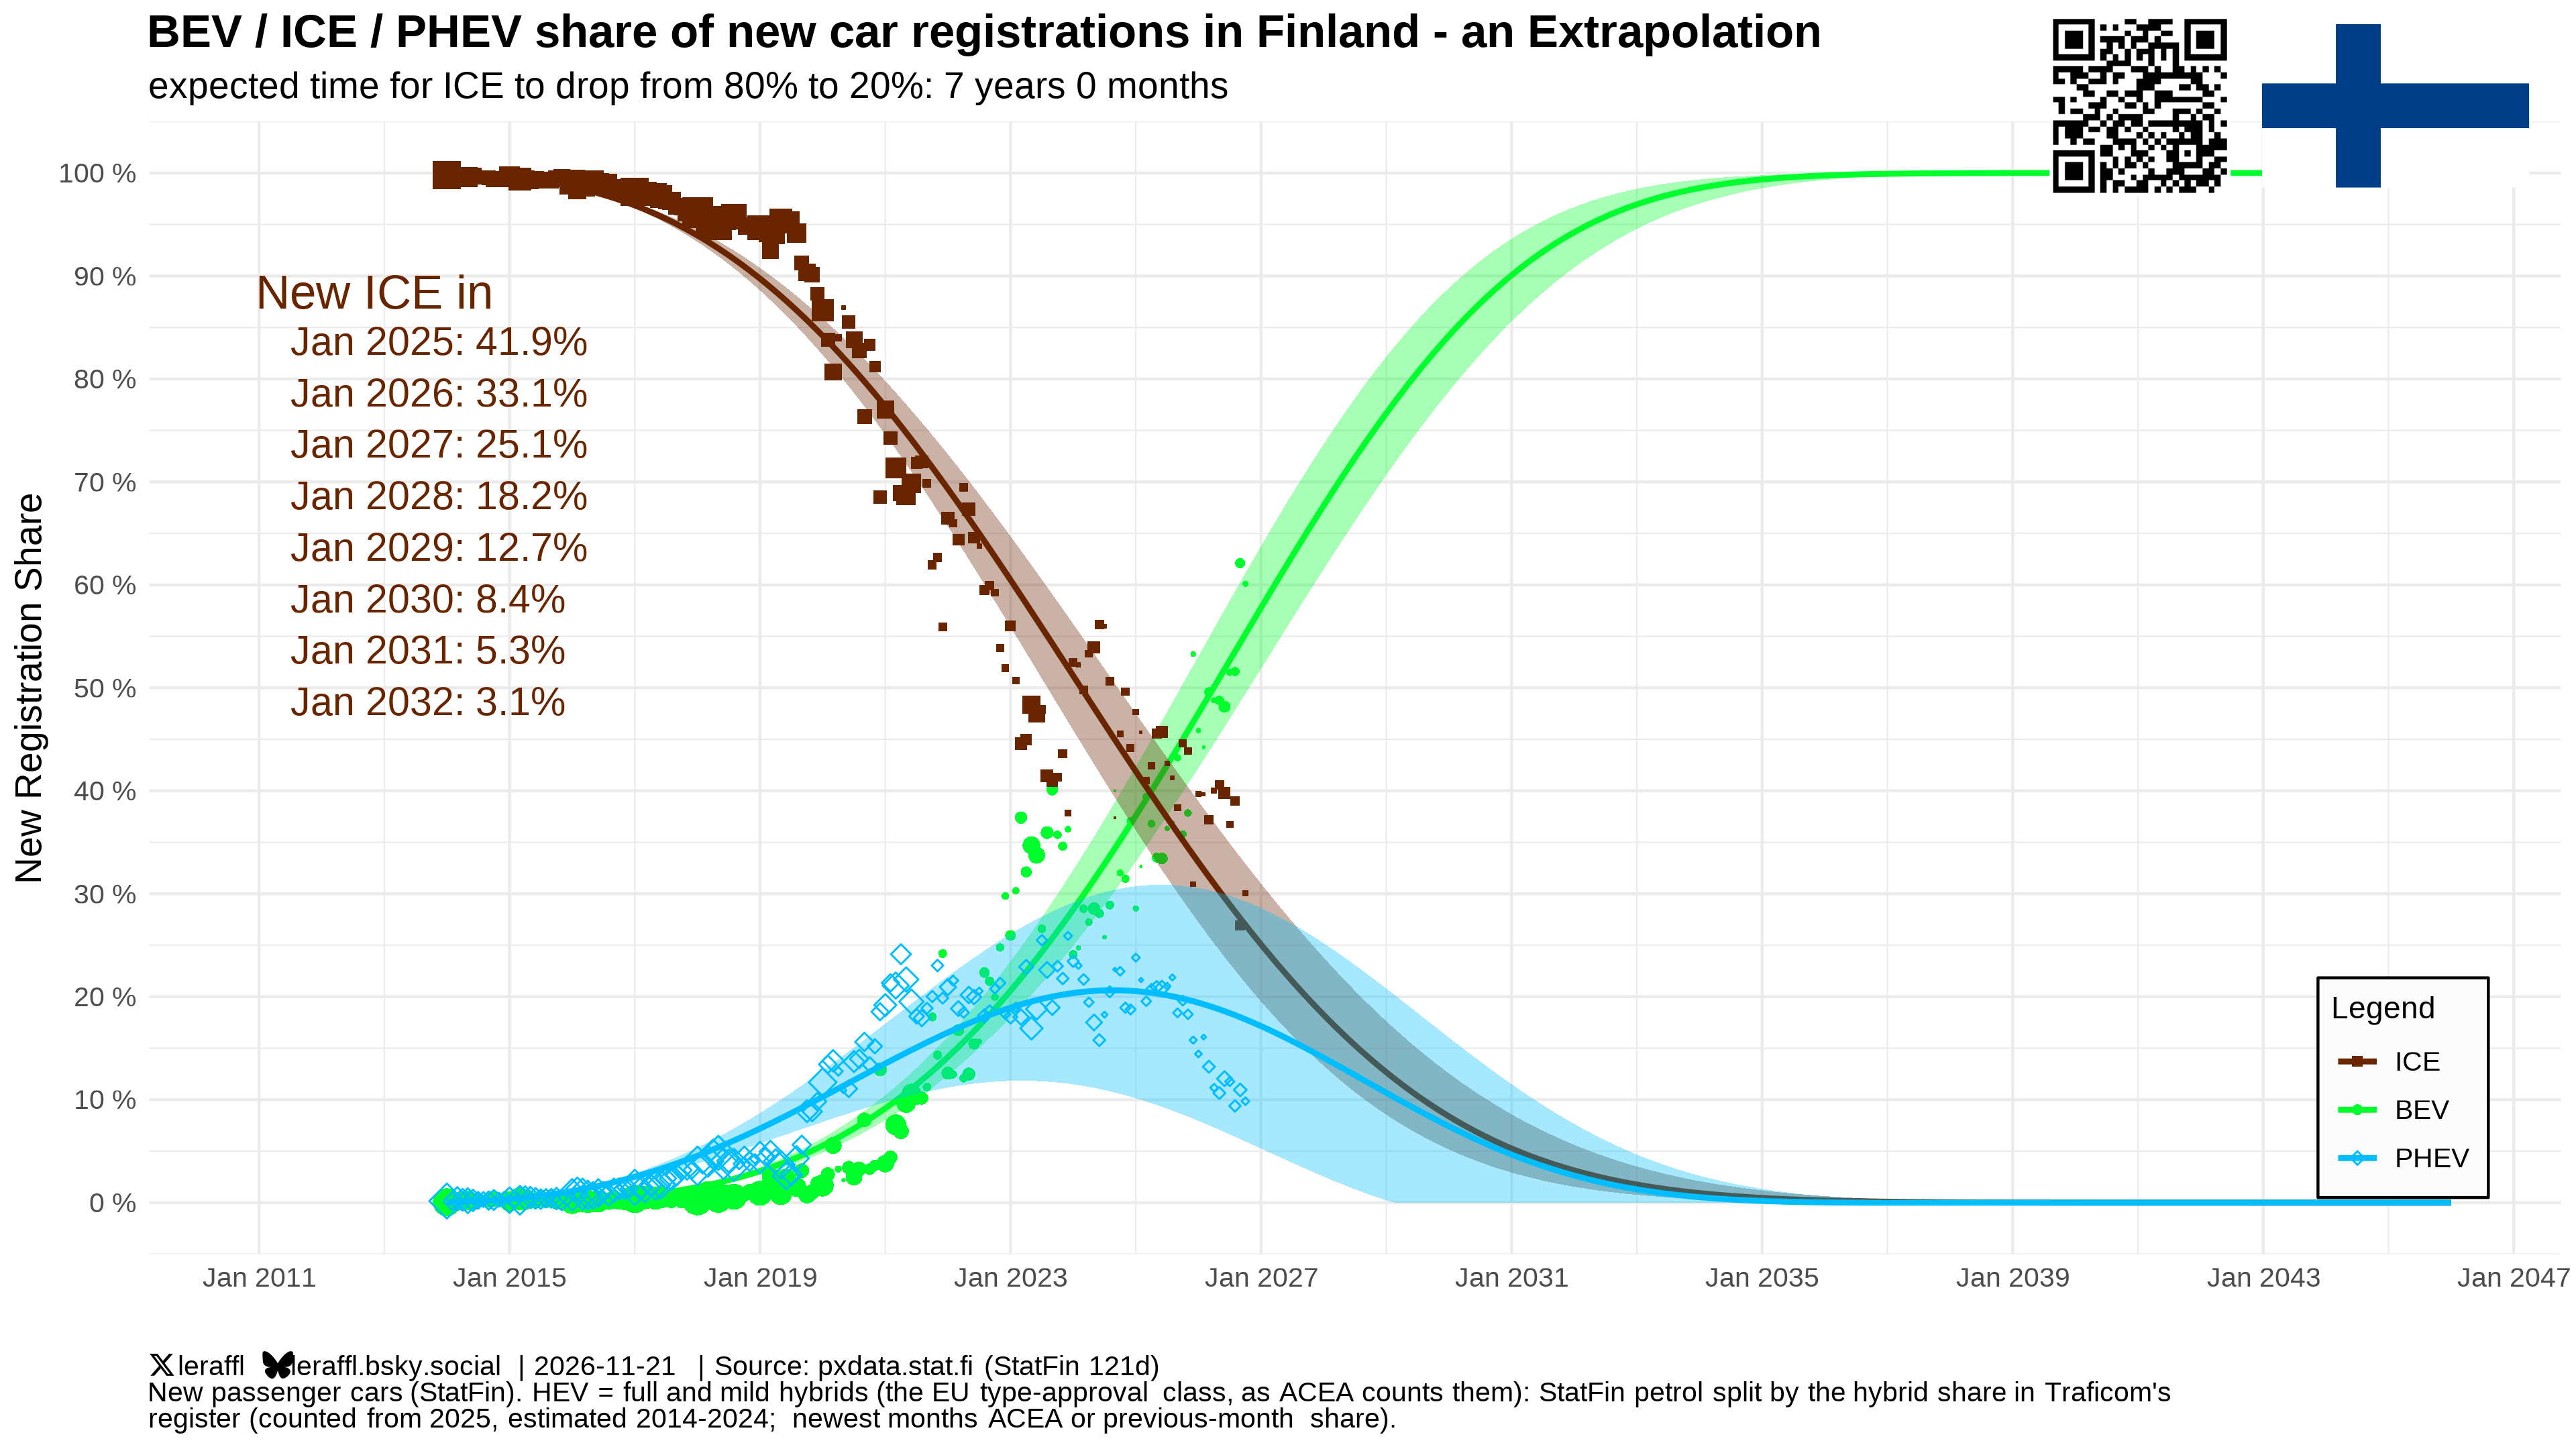 BEV / ICE / PHEV share of new car registrations in Finland - an Extrapolation
expected time for ICE to drop from 80% to 20%: 7 years 0 months
New Registration Share
100 %
90 %
80 %
70 %
60 %
50 %
40 %
30 %
20 %
10 %
0 %
New ICE in
Jan 2025: 41.9%
Jan 2026: 33.1%
Jan 2027: 25.1%
Jan 2028: 18.2%
Jan 2029: 12.7%
Jan 2030: 8.4%
Jan 2031: 5.3%
Jan 2032: 3.1%
Legend
ICE
BEV
PHEV
Jan 2011 Jan 2015 Jan 2019 Jan 2023 Jan 2027 Jan 2031 Jan 2035 Jan 2039 Jan 2043 Jan 2047
𝕏 leraffl leraffl.bsky.social | 2026-11-21 | Source: pxdata.stat.fi (StatFin 121d)
New passenger cars (StatFin). HEV = full and mild hybrids (the EU type-approval class, as ACEA counts them): StatFin petrol split by the hybrid share in Traficom's
register (counted from 2025, estimated 2014-2024; newest months ACEA or previous-month share).